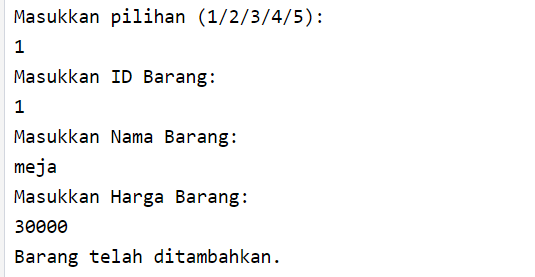 Masukkan pilihan (1/2/3/4/5):
1
Masukkan ID Barang:
1
Masukkan Nama Barang:
meja
Masukkan Harga Barang:
30000
Barang telah ditambahkan.